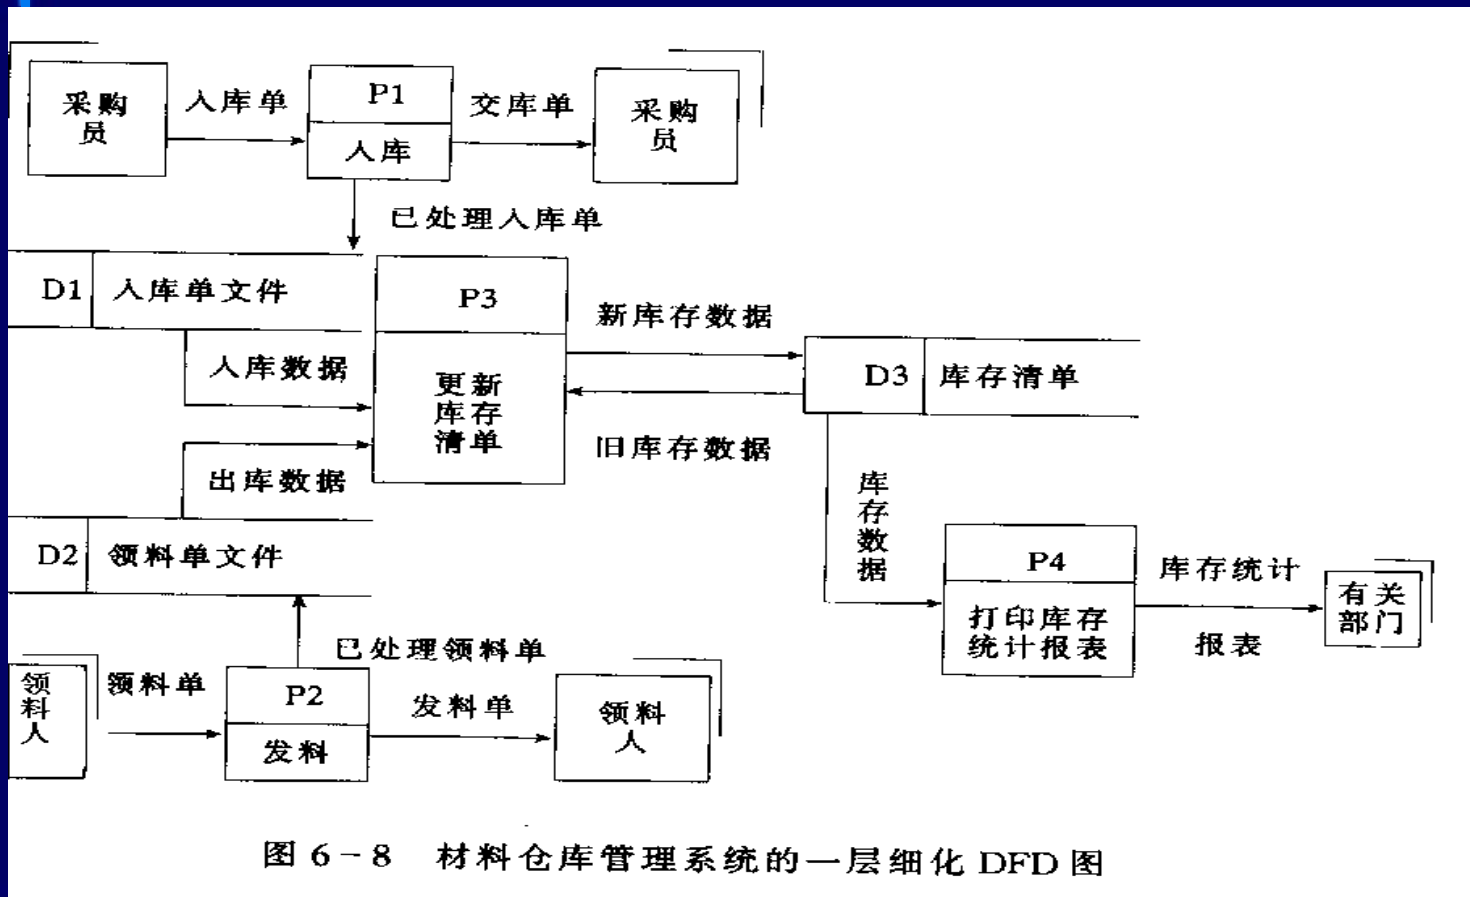 采购
员
入库单
P1
入库
交库单
采购
员
已处理入库单
D1 入库单文件
P3
更新
库存
清单
入库数据
出库数据
新库存数据
旧库存数据
D3 库存清单
库
存
数
据
D2 领料单文件
P4
打印库存
统计报表
库存统计
报表
有关
部门
已处理领料单
领
料
人
领料单
P2
发料
发料单
领料
人
图 6-8 材料仓库管理系统的一层细化 DFD 图